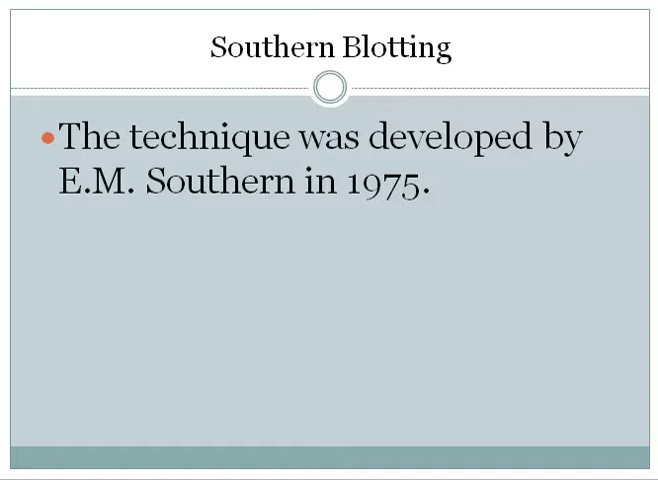 Southern Blotting
The technique was developed by
E.M. Southern in 1975.